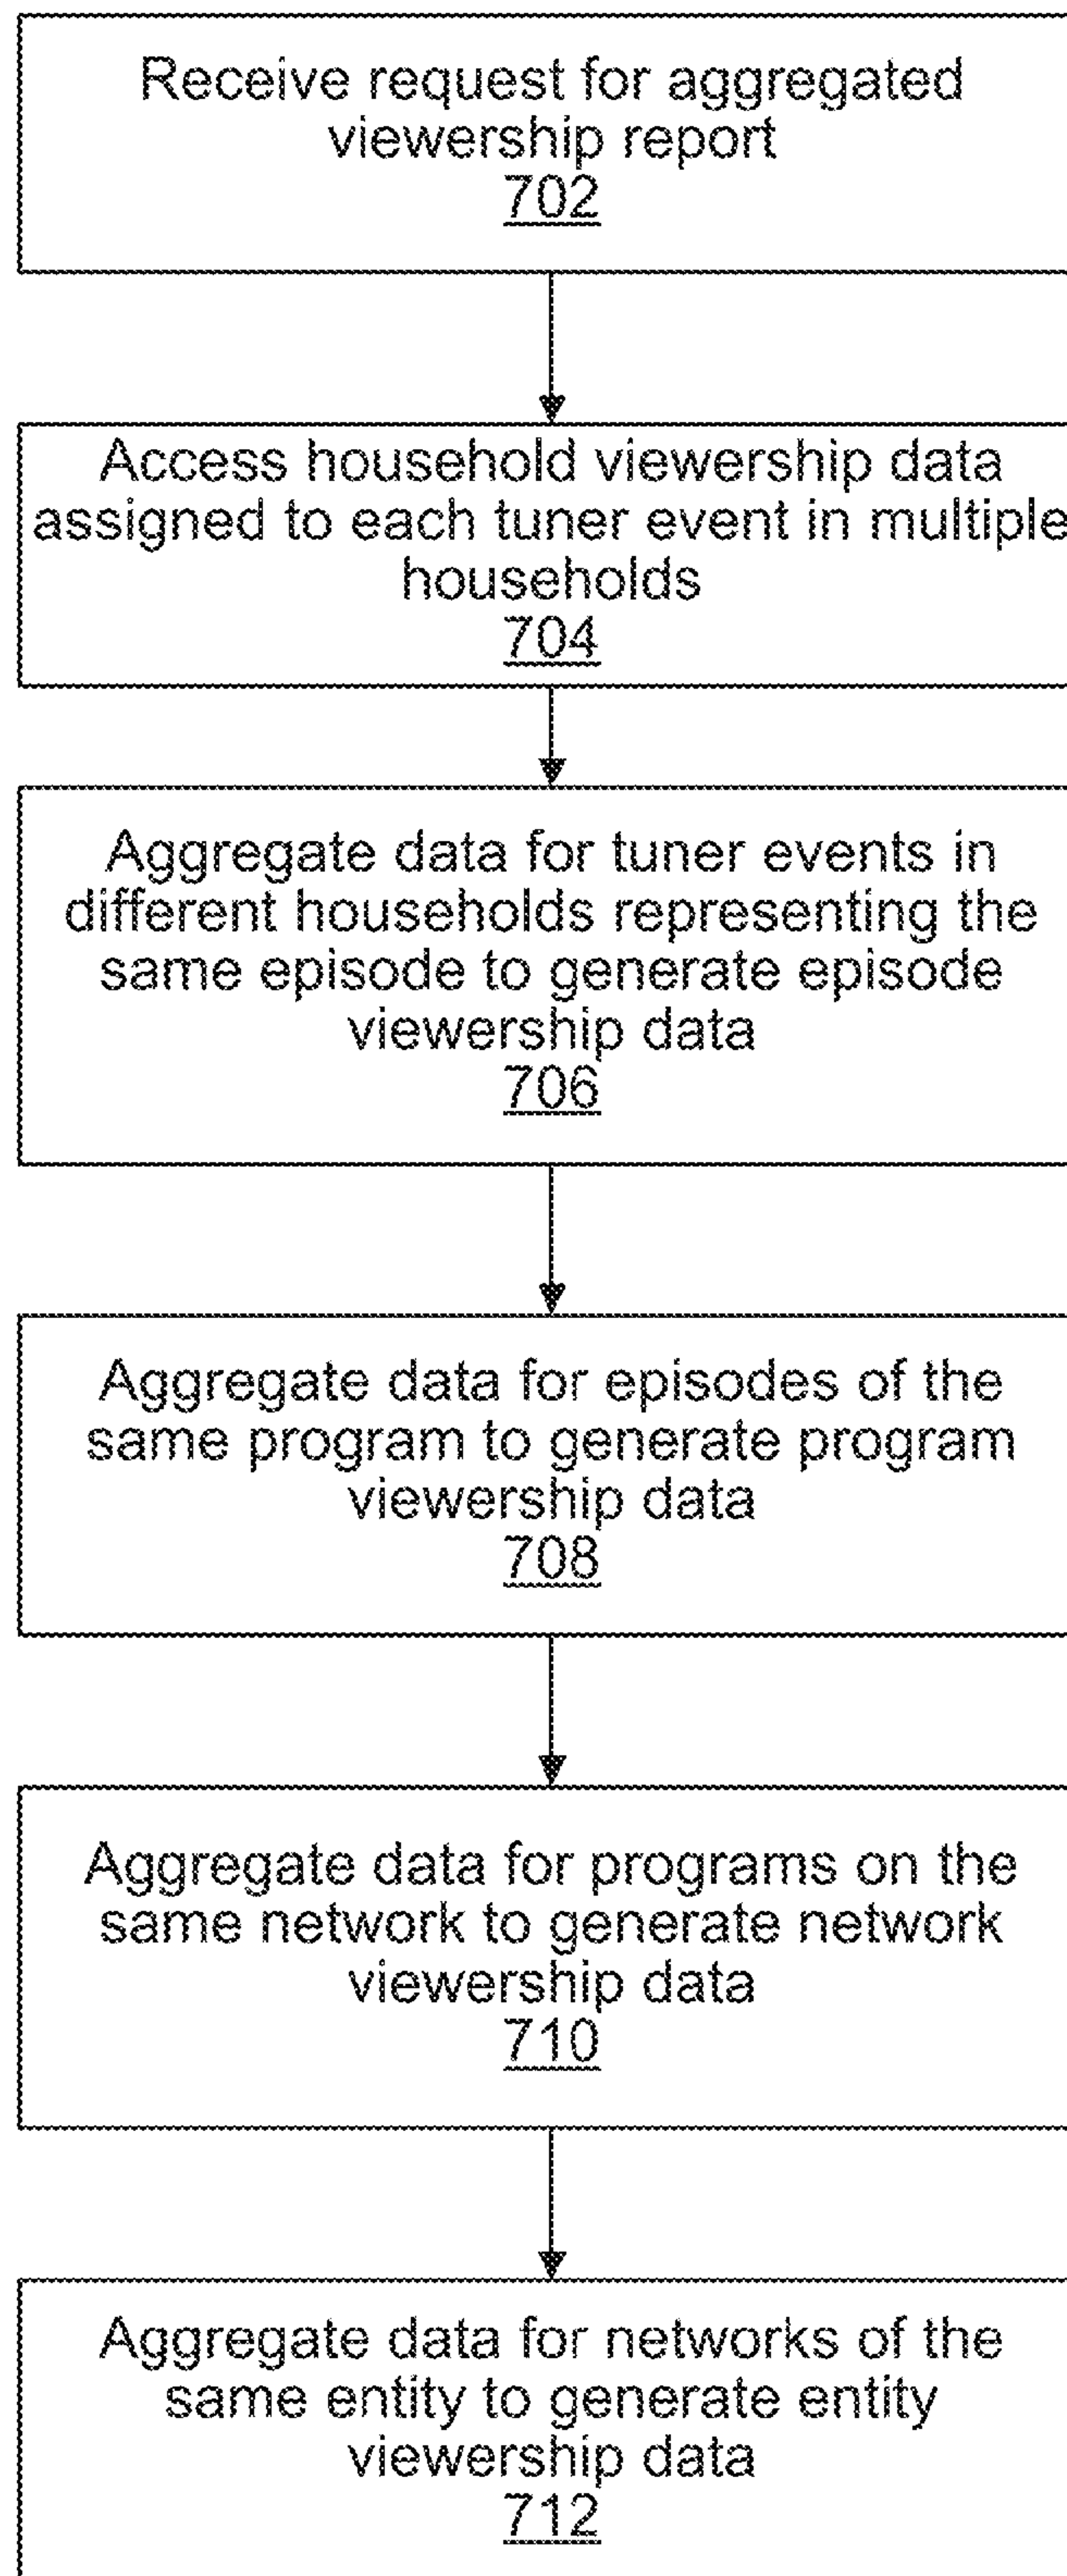 Receive request for aggregated
viewership report
702
Access household viewership data
assigned to each tuner event in multiple
households
704
Aggregate data for tuner events in
different households representing the
same episode to generate episode
viewership data
706
Aggregate data for episodes of the
same program to generate program
viewership data
708
Aggregate data for programs on the
same network to generate network
viewership data
710
Aggregate data for networks of the
same entity to generate entity
viewership data
712